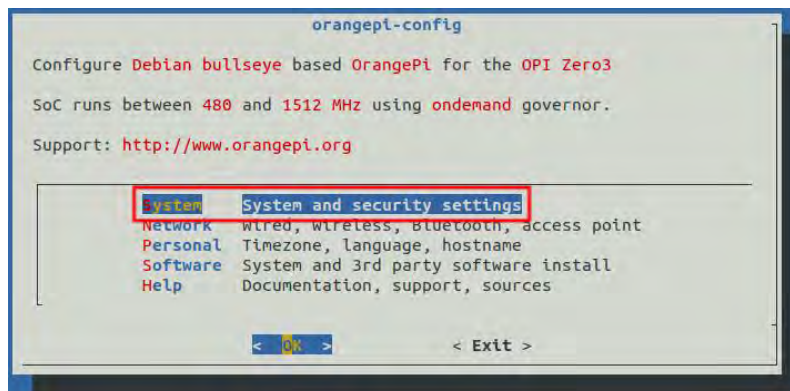 orangepi-config
Configure Debian bullseye based OrangePi for the OPI Zero3
SoC runs between 480 and 1512 MHz using ondemand governor.
Support: http://www.orangepi.org
System System and security settings
Network Wired, wireless, Bluetooth, access point
Personal Timezone, language, hostname
Software System and 3rd party software install
Help Documentation, support, sources
< OK > < Exit >